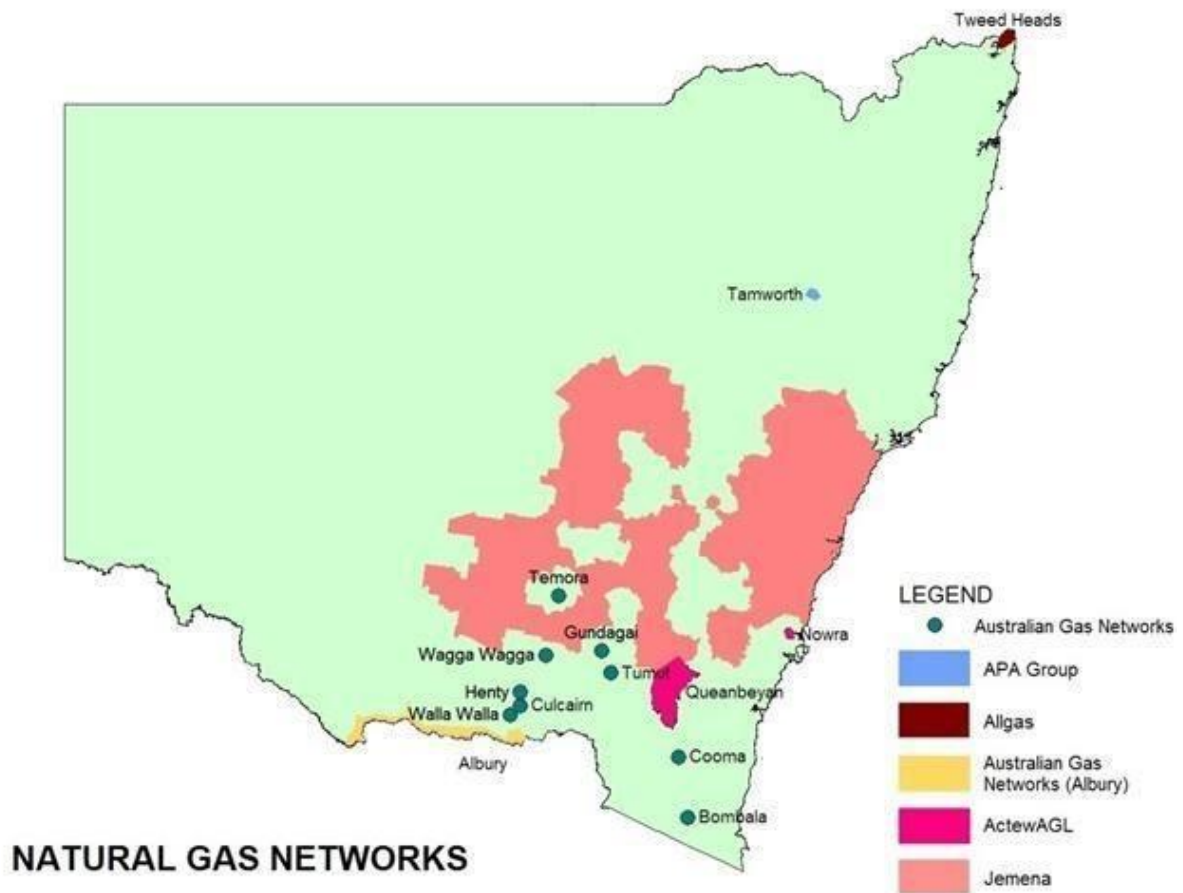 Tweed Heads
Tamworth
Temora
Gundagai
Wagga Wagga
Tumut
Nowra
Queanbeyan
Henty
Culcairn
Walla Walla
Albury
Cooma
Bombala
LEGEND
Australian Gas Networks
APA Group
Allgas
Australian Gas
Networks (Albury)
ActewAGL
Jemena
NATURAL GAS NETWORKS